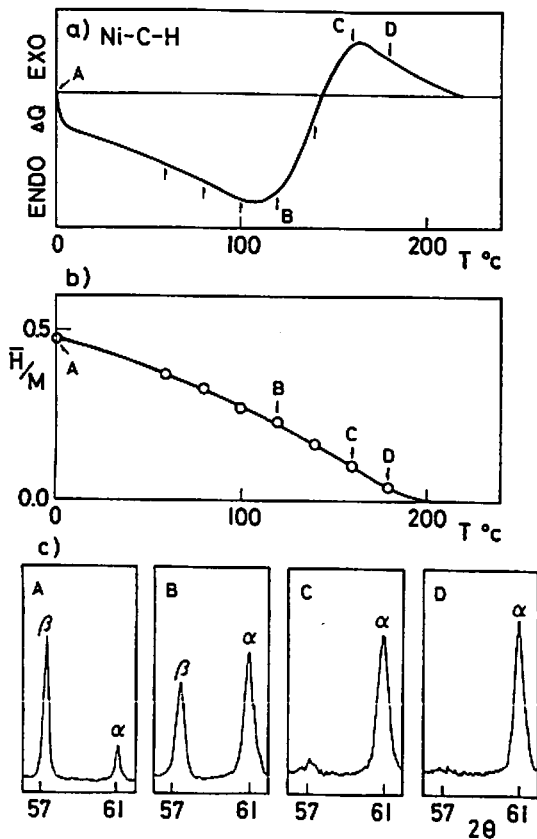 a) Ni-C-H
ENDO ΔQ EXO
A
B
C
D
0
100
200
T °c
b)
H̅/M
0.5
0.0
A
B
C
D
0
100
200
T °c
c)
A
β
α
57
61
B
β
α
57
61
C
α
57
61
D
α
57
61
2θ